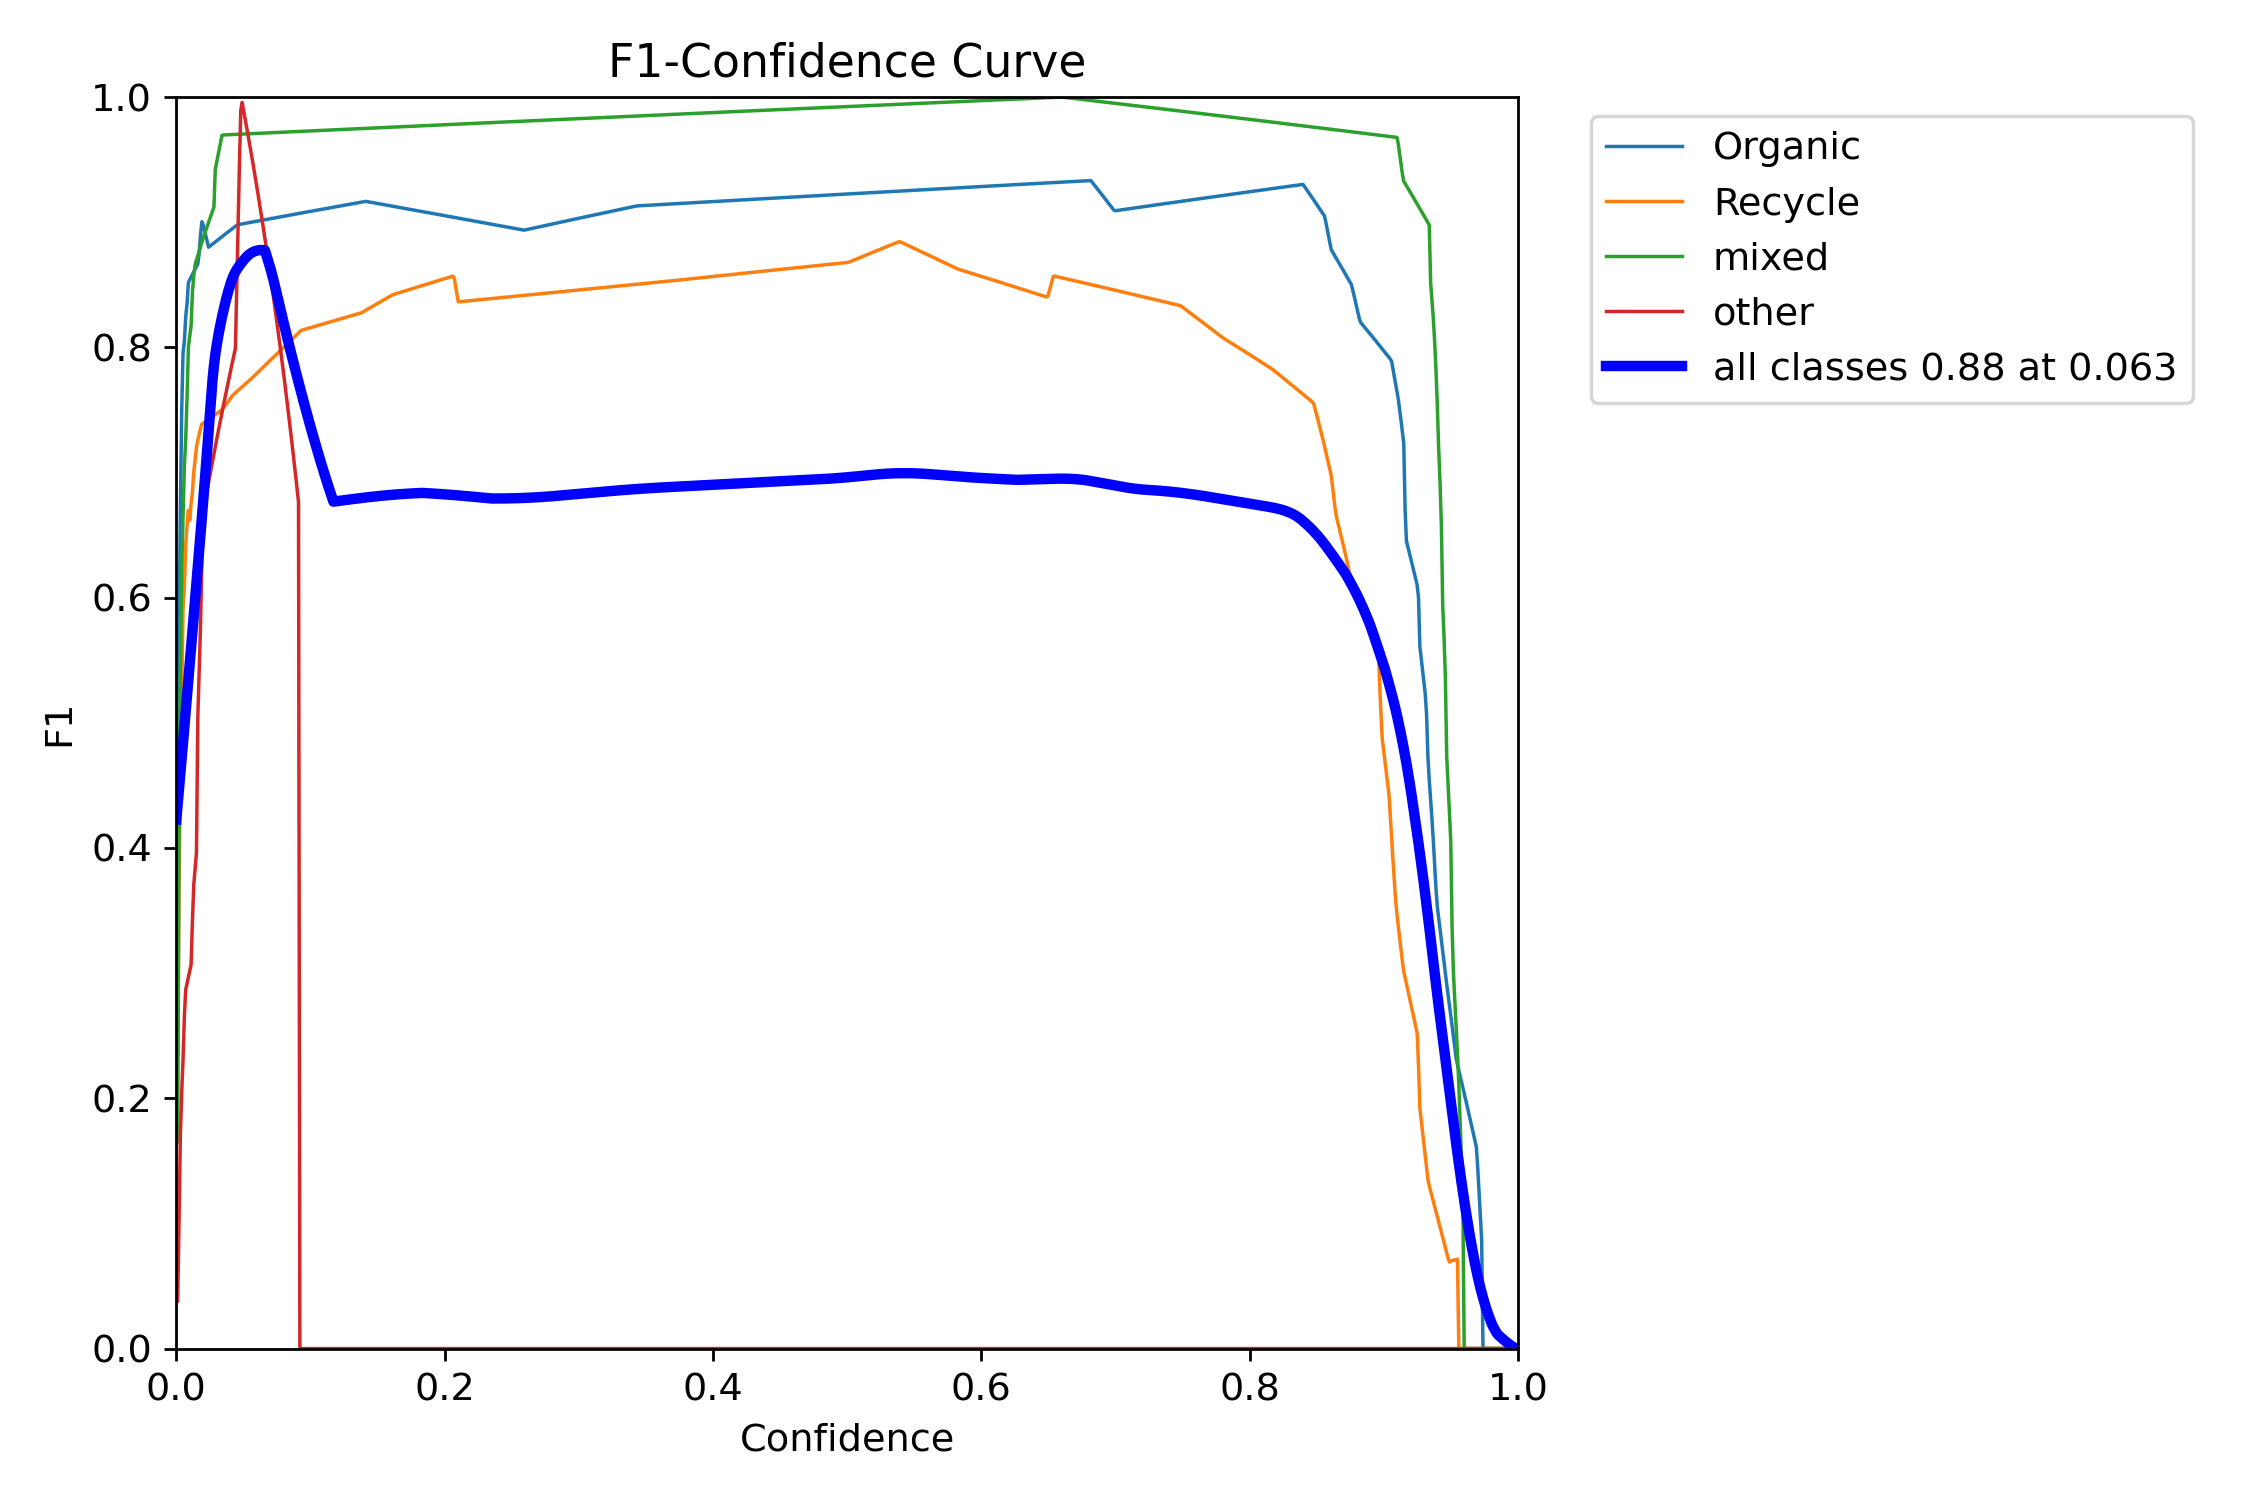 F1-Confidence Curve
1.0
0.8
0.6
0.4
0.2
0.0
F1
0.0 0.2 0.4 0.6 0.8 1.0
Confidence
Organic
Recycle
mixed
other
all classes 0.88 at 0.063